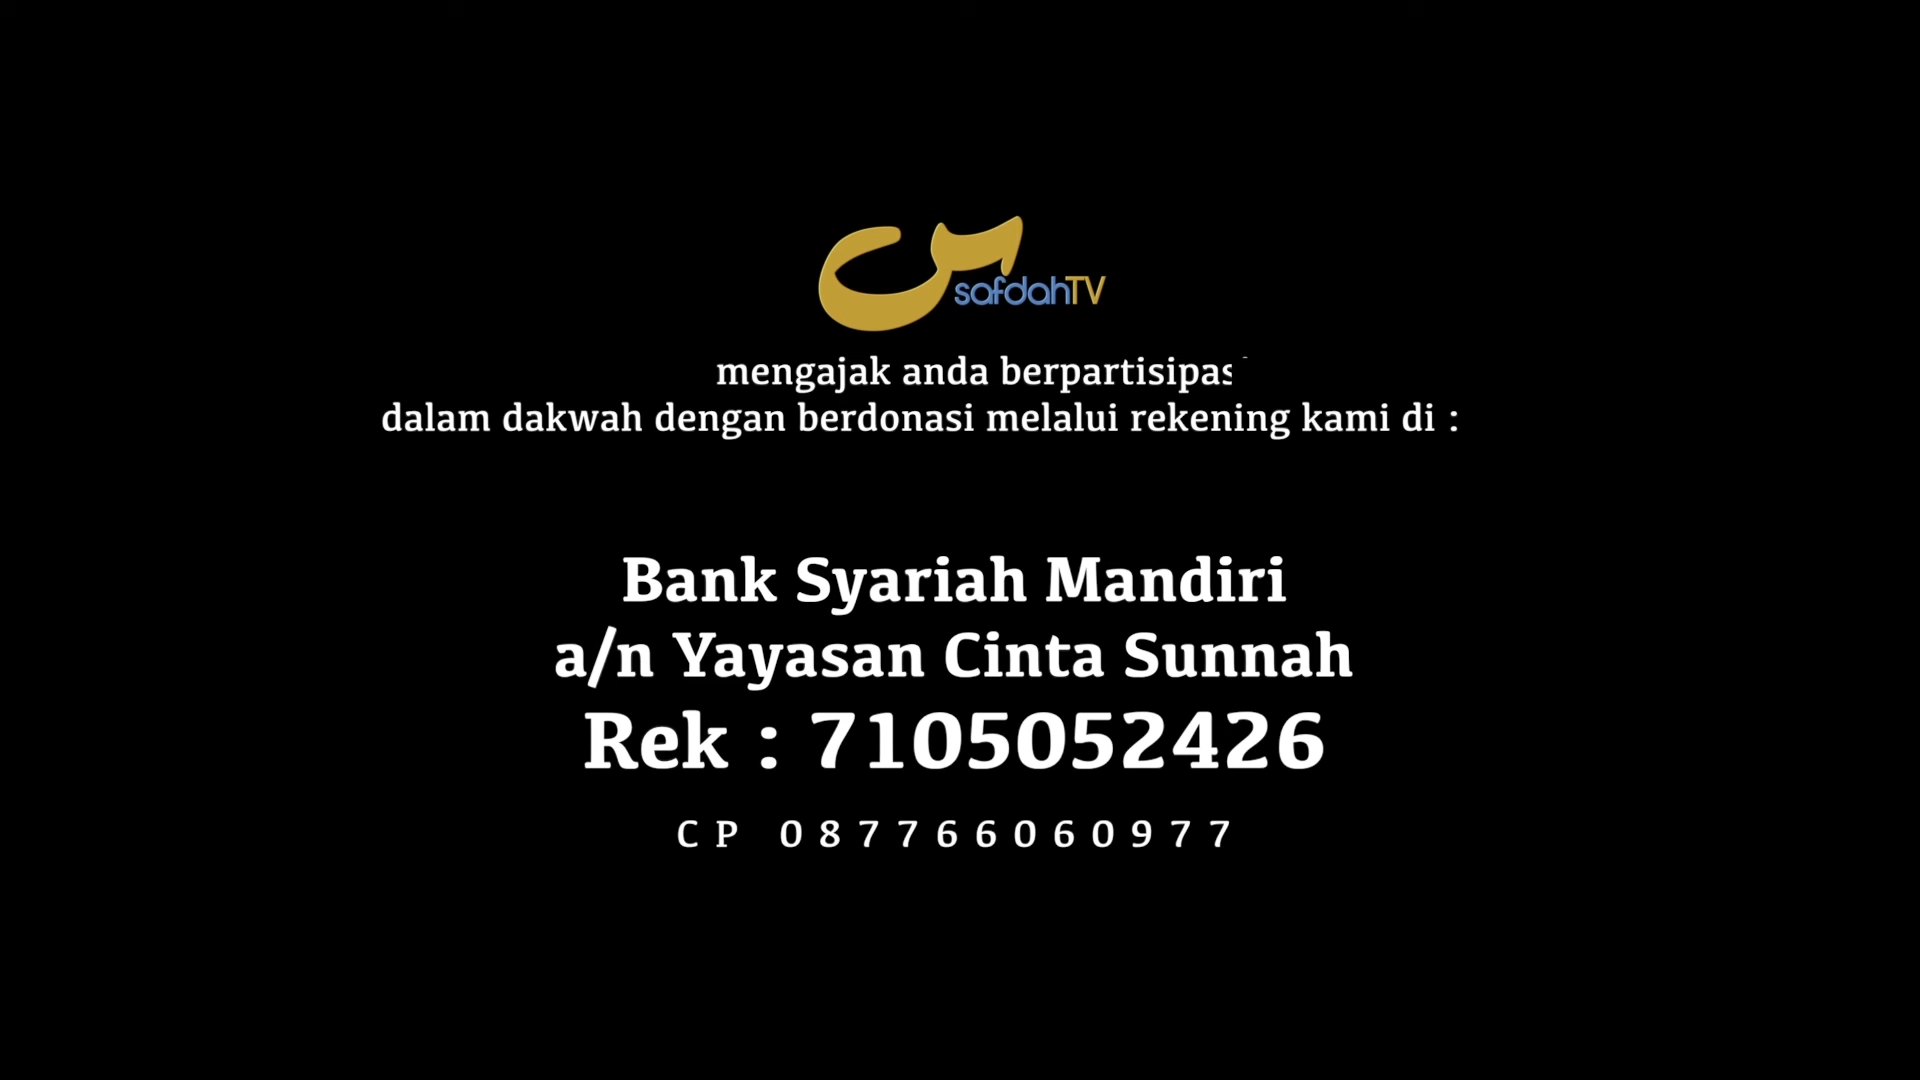 safdahTV
mengajak anda berpartisipas
dalam dakwah dengan berdonasi melalui rekening kami di :
Bank Syariah Mandiri
a/n Yayasan Cinta Sunnah
Rek : 7105052426
CP 087766060977